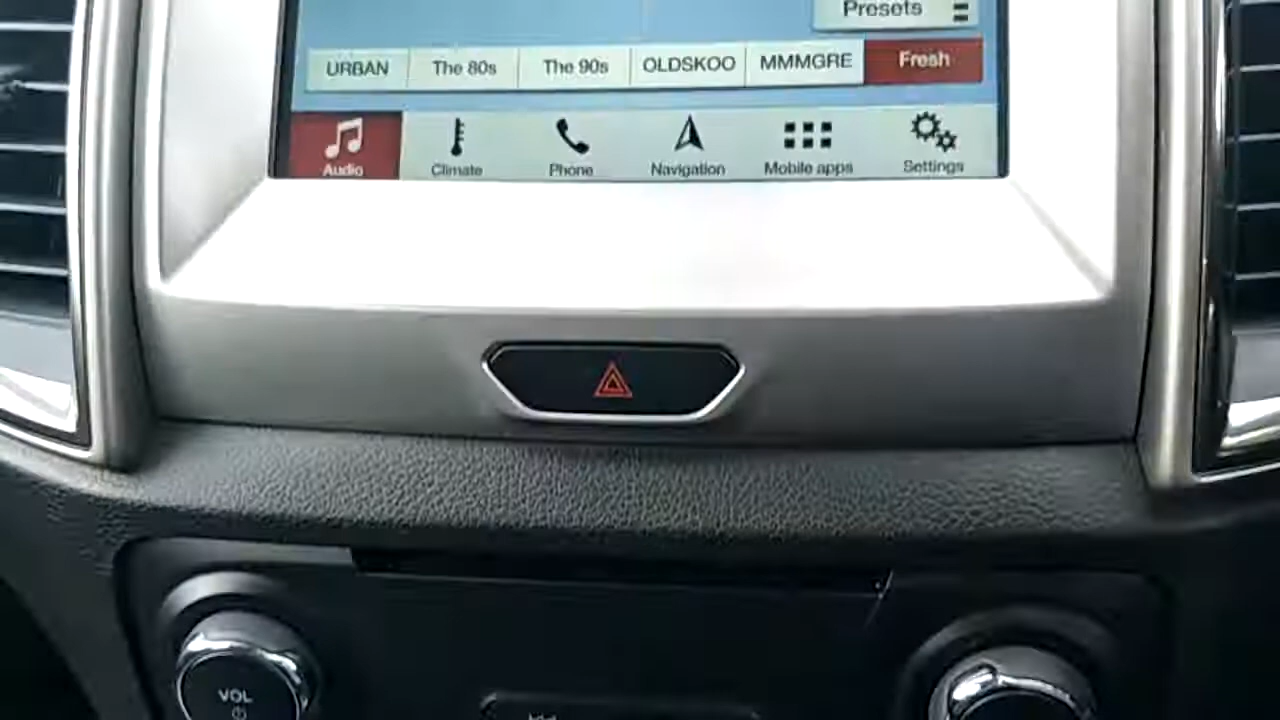 Presets
URBAN The 80s The 90s OLDSKOO MMMGRE Fresh
Audio Climate Phone Navigation Mobile apps Settings
VOL